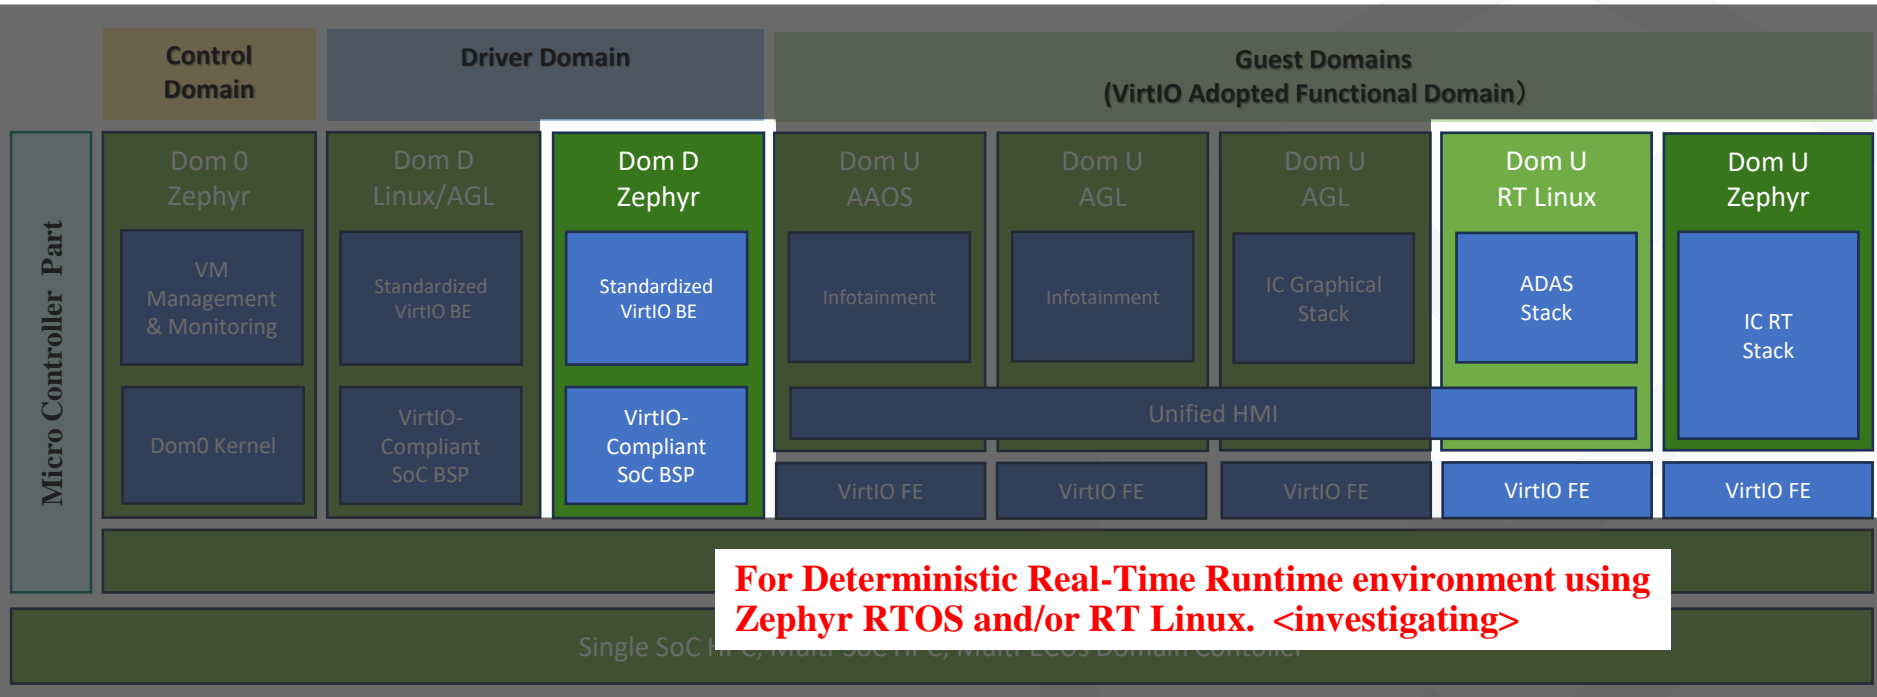 Control
Domain
Driver Domain
Guest Domains
(VirtIO Adopted Functional Domain）
Micro Controller Part
Dom 0
Zephyr
VM
Management
& Monitoring
Dom0 Kernel
Dom D
Linux/AGL
Standardized
VirtIO BE
VirtIO-
Compliant
SoC BSP
Dom D
Zephyr
Standardized
VirtIO BE
VirtIO-
Compliant
SoC BSP
Dom U
AAOS
Infotainment
Dom U
AGL
Infotainment
Dom U
AGL
IC Graphical
Stack
Dom U
RT Linux
ADAS
Stack
Dom U
Zephyr
IC RT
Stack
Unified HMI
VirtIO FE
VirtIO FE
VirtIO FE
VirtIO FE
VirtIO FE
For Deterministic Real-Time Runtime environment using
Zephyr RTOS and/or RT Linux. <investigating>
Single SoC